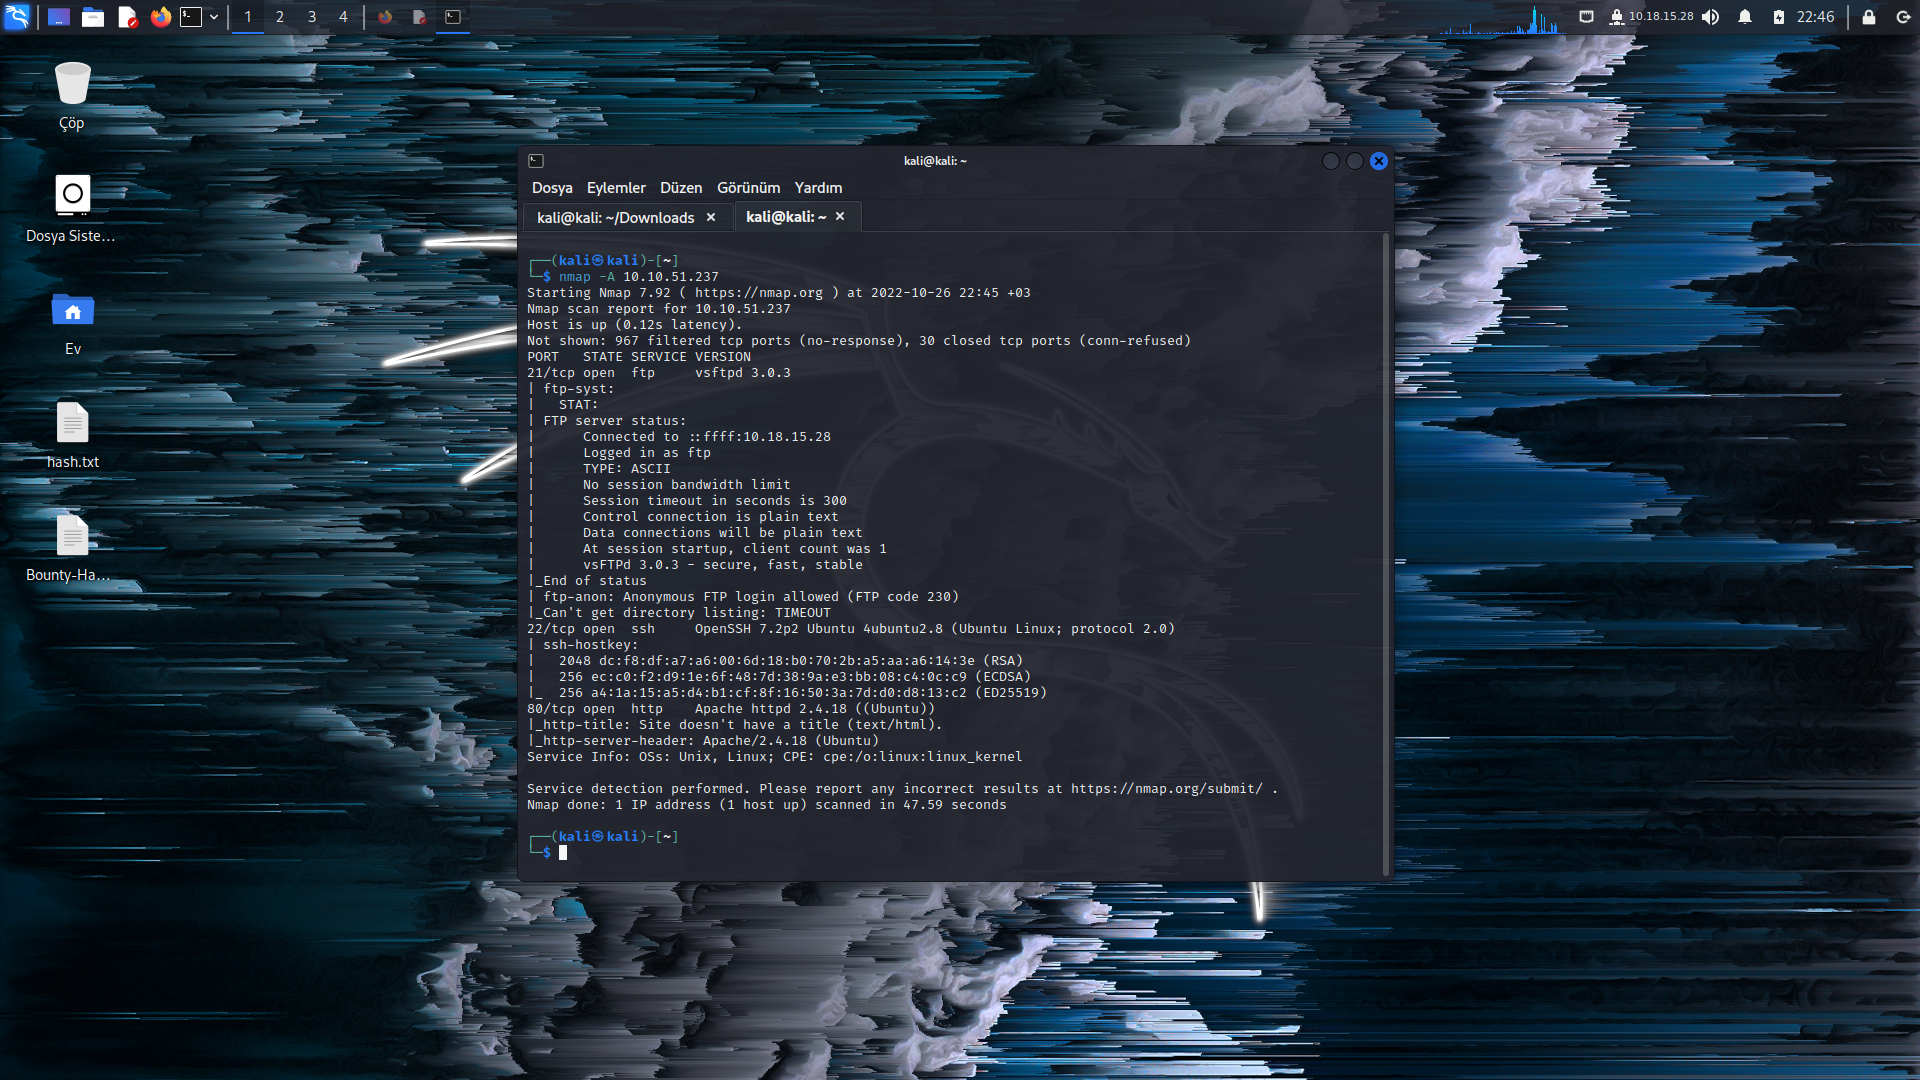 1 2 3 4
10.18.15.28
22:46
Çöp
Dosya Siste...
Ev
hash.txt
Bounty-Ha...
kali@kali: ~
Dosya Eylemler Düzen Görünüm Yardım
kali@kali: ~/Downloads
kali@kali: ~
┌──(kali㉿kali)-[~]
└─$ nmap -A 10.10.51.237
Starting Nmap 7.92 ( https://nmap.org ) at 2022-10-26 22:45 +03
Nmap scan report for 10.10.51.237
Host is up (0.12s latency).
Not shown: 967 filtered tcp ports (no-response), 30 closed tcp ports (conn-refused)
PORT   STATE SERVICE VERSION
21/tcp open  ftp     vsftpd 3.0.3
| ftp-syst:
|   STAT:
| FTP server status:
|      Connected to ::ffff:10.18.15.28
|      Logged in as ftp
|      TYPE: ASCII
|      No session bandwidth limit
|      Session timeout in seconds is 300
|      Control connection is plain text
|      Data connections will be plain text
|      At session startup, client count was 1
|      vsFTPd 3.0.3 - secure, fast, stable
|_End of status
| ftp-anon: Anonymous FTP login allowed (FTP code 230)
|_Can't get directory listing: TIMEOUT
22/tcp open  ssh     OpenSSH 7.2p2 Ubuntu 4ubuntu2.8 (Ubuntu Linux; protocol 2.0)
| ssh-hostkey:
|   2048 dc:f8:df:a7:a6:00:6d:18:b0:70:2b:a5:aa:a6:14:3e (RSA)
|   256 ec:c0:f2:d9:1e:6f:48:7d:38:9a:e3:bb:08:c4:0c:c9 (ECDSA)
|_  256 a4:1a:15:a5:d4:b1:cf:8f:16:50:3a:7d:d0:d8:13:c2 (ED25519)
80/tcp open  http    Apache httpd 2.4.18 ((Ubuntu))
|_http-title: Site doesn't have a title (text/html).
|_http-server-header: Apache/2.4.18 (Ubuntu)
Service Info: OSs: Unix, Linux; CPE: cpe:/o:linux:linux_kernel
Service detection performed. Please report any incorrect results at https://nmap.org/submit/ .
Nmap done: 1 IP address (1 host up) scanned in 47.59 seconds
┌──(kali㉿kali)-[~]
└─$